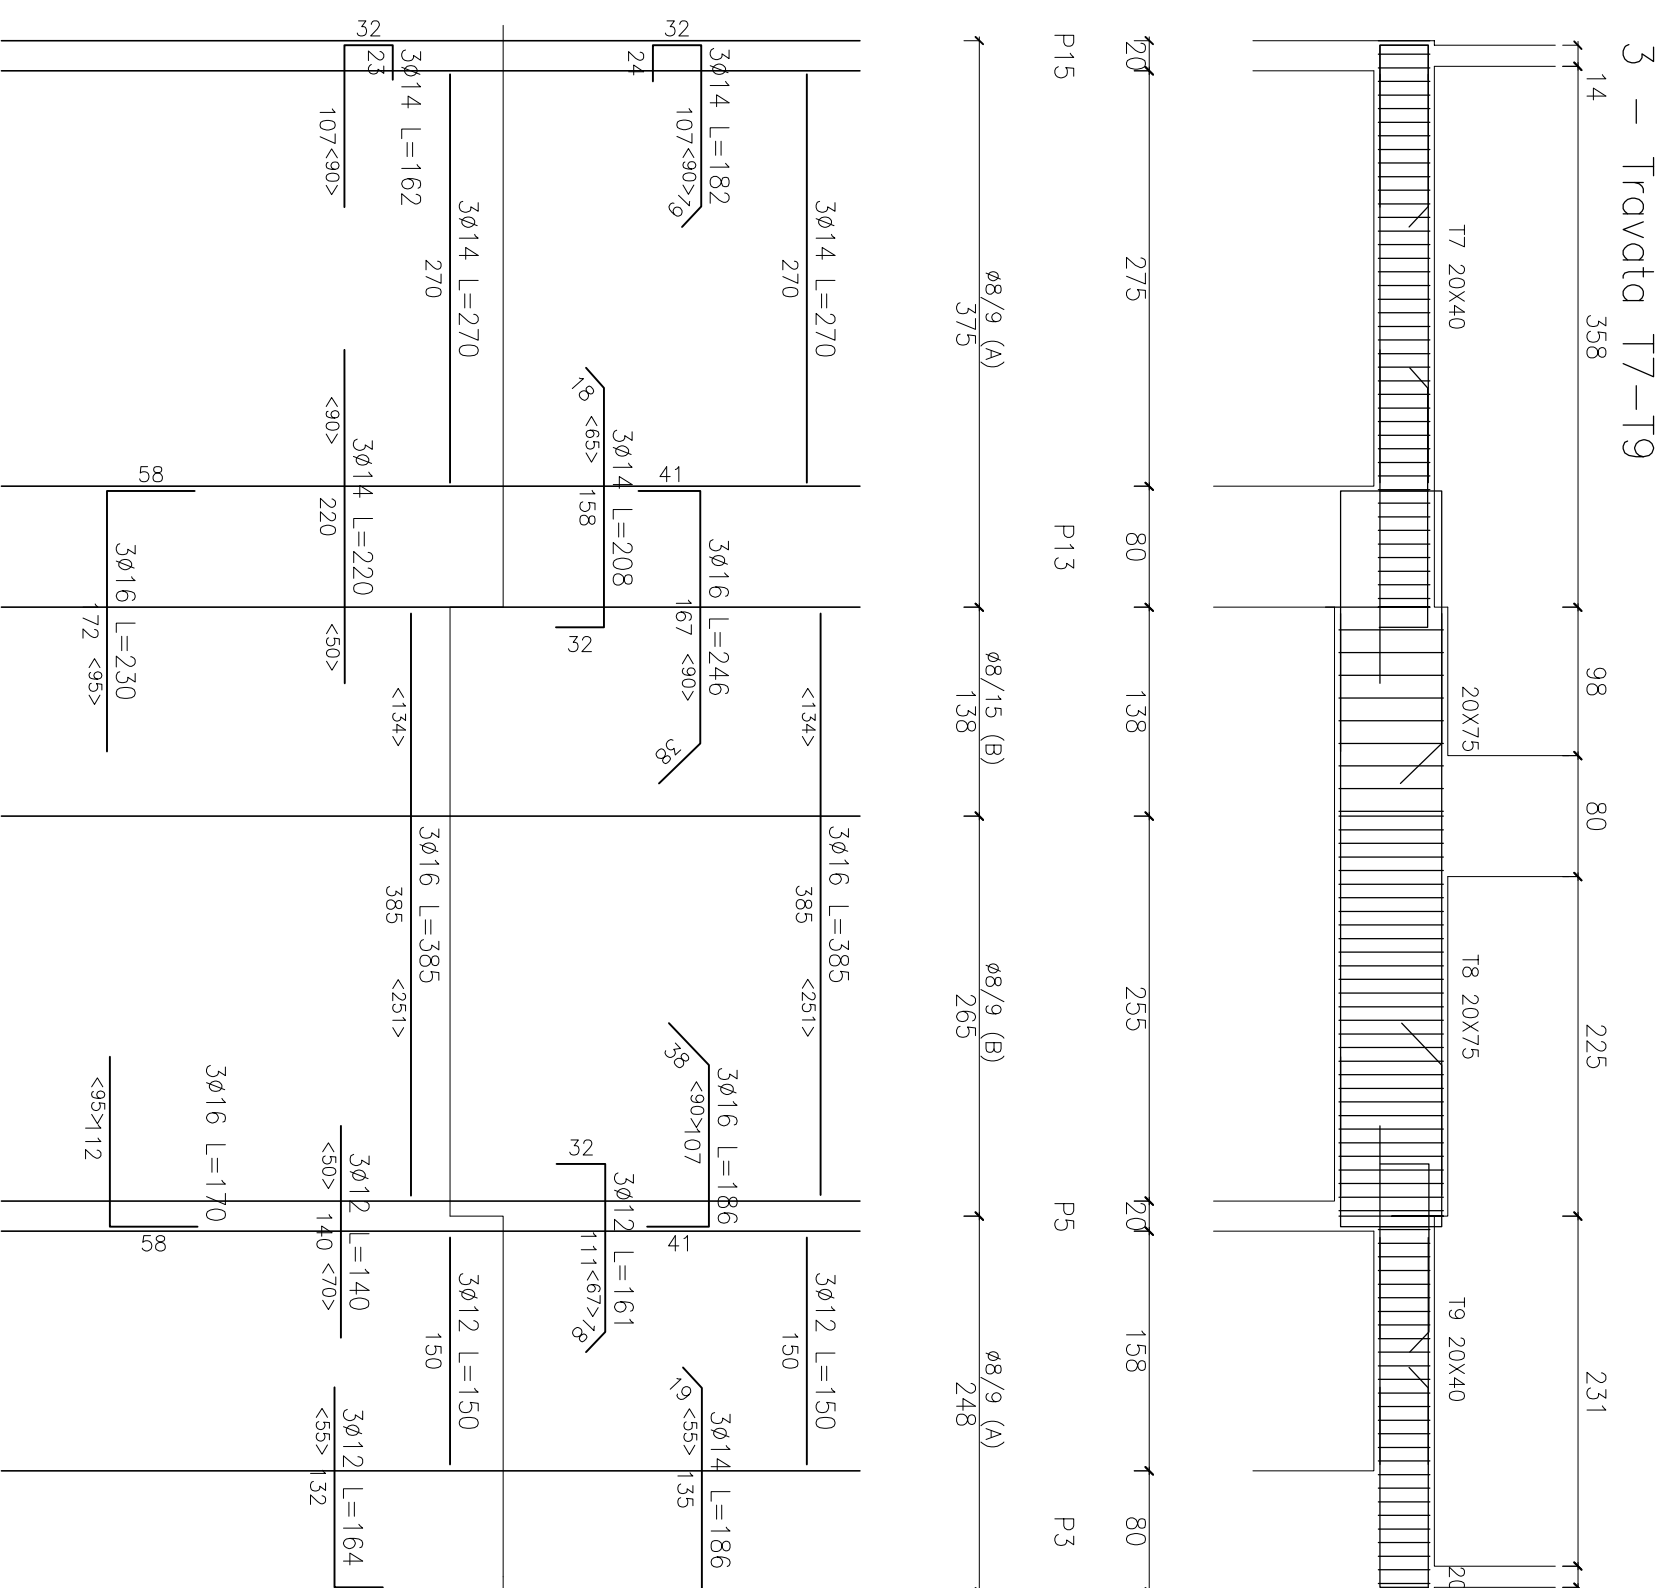 3 - Travata T7-T9
14 358 98 80 225 231
T7 20X40
20X75
T8 20X75
T9 20X40
20 275 80 138 255 20 158 80
P15 P13 P5 P3
ø8/9 (A)
375
ø8/15 (B)
138
ø8/9 (B)
265
ø8/9 (A)
248
3ø14 L=270
270
3ø16 L=385
<134> 385 <251>
3ø12 L=150
150
3ø14 L=182
32
24
107<90>
19
3ø16 L=246
41
167 <90>
38
3ø16 L=186
38
<90>107
41
3ø14 L=186
19 <55> 135
3ø14 L=208
18 <65> 158
32
3ø12 L=161
32
111<67>
18
3ø14 L=270
270
3ø16 L=385
<134> 385 <251>
3ø12 L=150
150
3ø14 L=162
32
23
107<90>
3ø14 L=220
<90> 220 <50>
3ø12 L=140
<50> 140 <70>
3ø12 L=164
<55> 132
3ø16 L=230
58
<95>
3ø16 L=170
<95>112
58